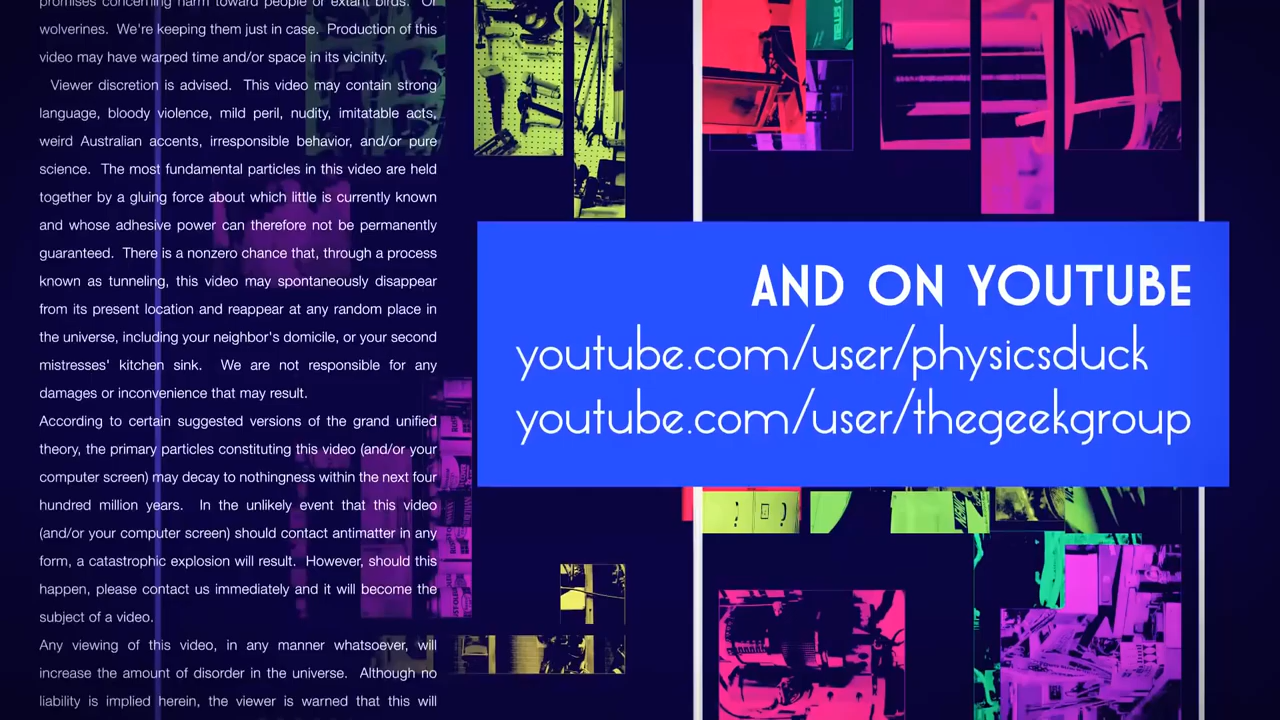 promises concerning harm toward people or extant birds. Or
wolverines. We're keeping them just in case. Production of this
video may have warped time and/or space in its vicinity.
Viewer discretion is advised. This video may contain strong
language, bloody violence, mild peril, nudity, imitatable acts,
weird Australian accents, irresponsible behavior, and/or pure
science. The most fundamental particles in this video are held
together by a gluing force about which little is currently known
and whose adhesive power can therefore not be permanently
guaranteed. There is a nonzero chance that, through a process
known as tunneling, this video may spontaneously disappear
from its present location and reappear at any random place in
the universe, including your neighbor's domicile, or your second
mistresses' kitchen sink. We are not responsible for any
damages or inconvenience that may result.
According to certain suggested versions of the grand unified
theory, the primary particles constituting this video (and/or your
computer screen) may decay to nothingness within the next four
hundred million years. In the unlikely event that this video
(and/or your computer screen) should contact antimatter in any
form, a catastrophic explosion will result. However, should this
happen, please contact us immediately and it will become the
subject of a video.
Any viewing of this video, in any manner whatsoever, will
increase the amount of disorder in the universe. Although no
liability is implied herein, the viewer is warned that this will
AND ON YOUTUBE
youtube.com/user/physicsduck
youtube.com/user/thegeekgroup